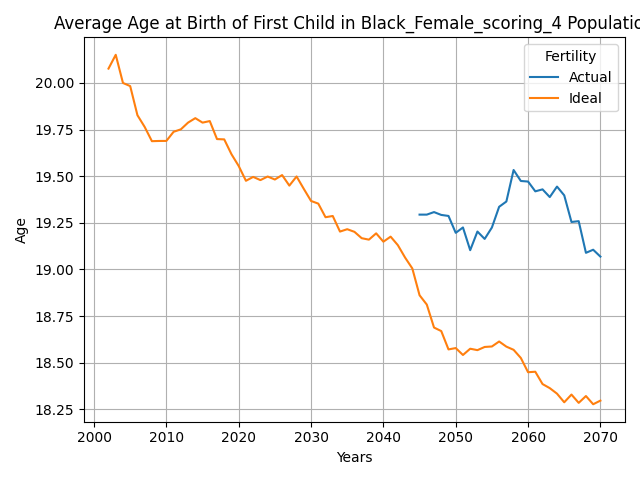 Average Age at Birth of First Child in Black_Female_scoring_4 Populatio
Fertility
Actual
Ideal
20.00
19.75
19.50
19.25
19.00
18.75
18.50
18.25
Age
2000 2010 2020 2030 2040 2050 2060 2070
Years